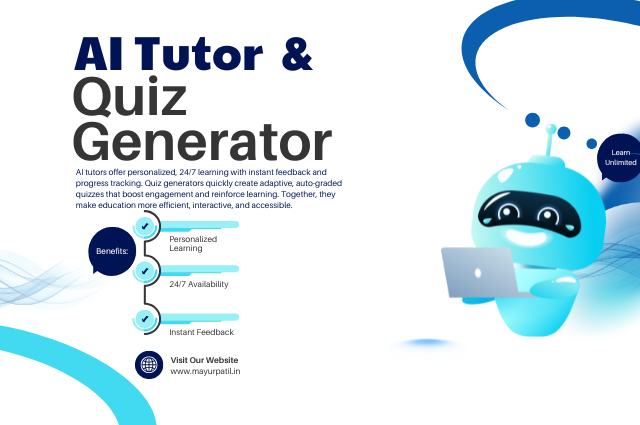 AI Tutor &
Quiz
Generator
AI tutors offer personalized, 24/7 learning with instant feedback and
progress tracking. Quiz generators quickly create adaptive, auto-graded
quizzes that boost engagement and reinforce learning. Together, they
make education more efficient, interactive, and accessible.
Learn
Unlimited
Benefits:
Personalized
Learning
24/7 Availability
Instant Feedback
Visit Our Website
www.mayurpatil.in